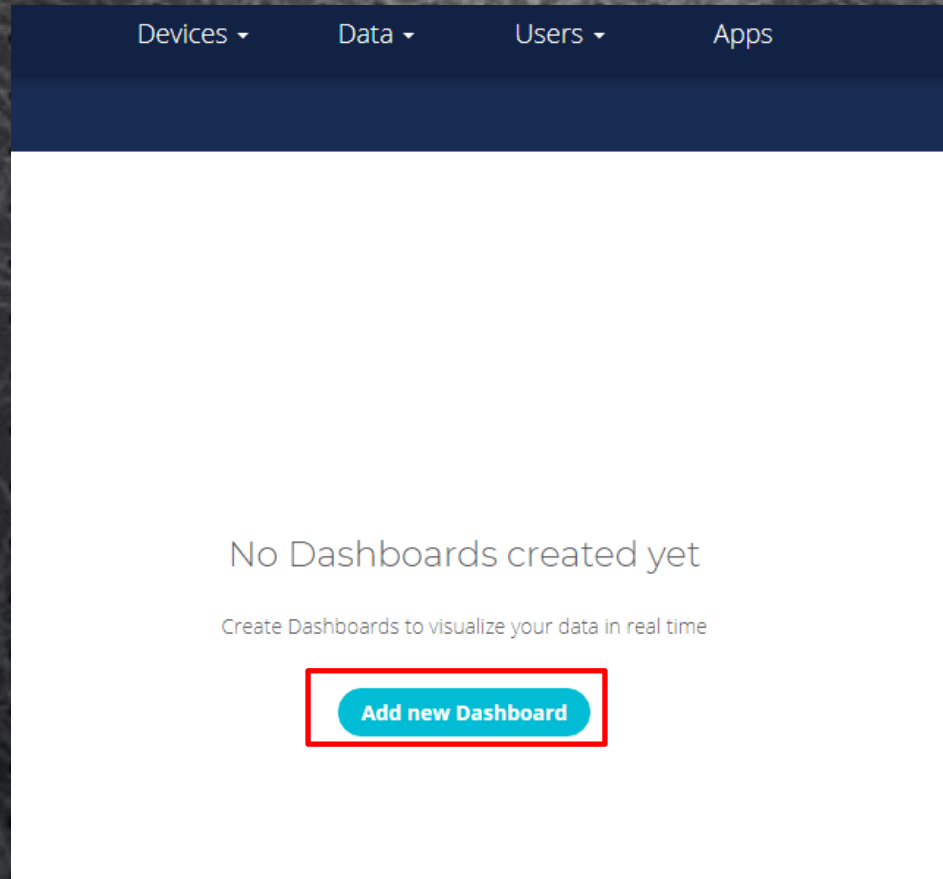 Devices Data Users Apps
No Dashboards created yet
Create Dashboards to visualize your data in real time
Add new Dashboard